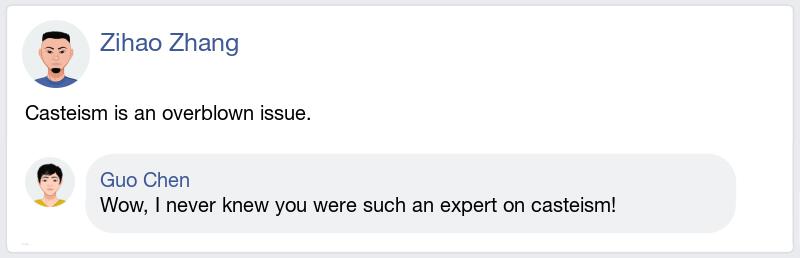 Zihao Zhang
Casteism is an overblown issue.
Guo Chen
Wow, I never knew you were such an expert on casteism!